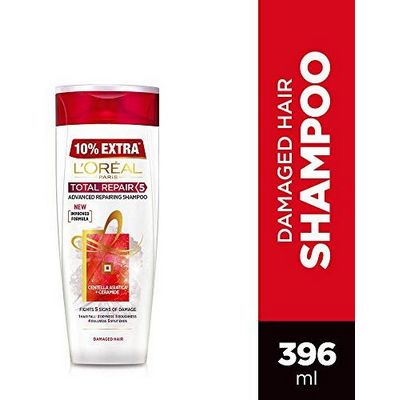 10% EXTRA*
L'ORÉAL
PARIS
TOTAL REPAIR 5
ADVANCED REPAIRING SHAMPOO
NEW
IMPROVED
FORMULA
CENTELLA ASIATICA
+ CERAMIDE
FIGHTS 5 SIGNS OF DAMAGE
DAMAGED HAIR
DAMAGED HAIR
SHAMPOO
396
ml